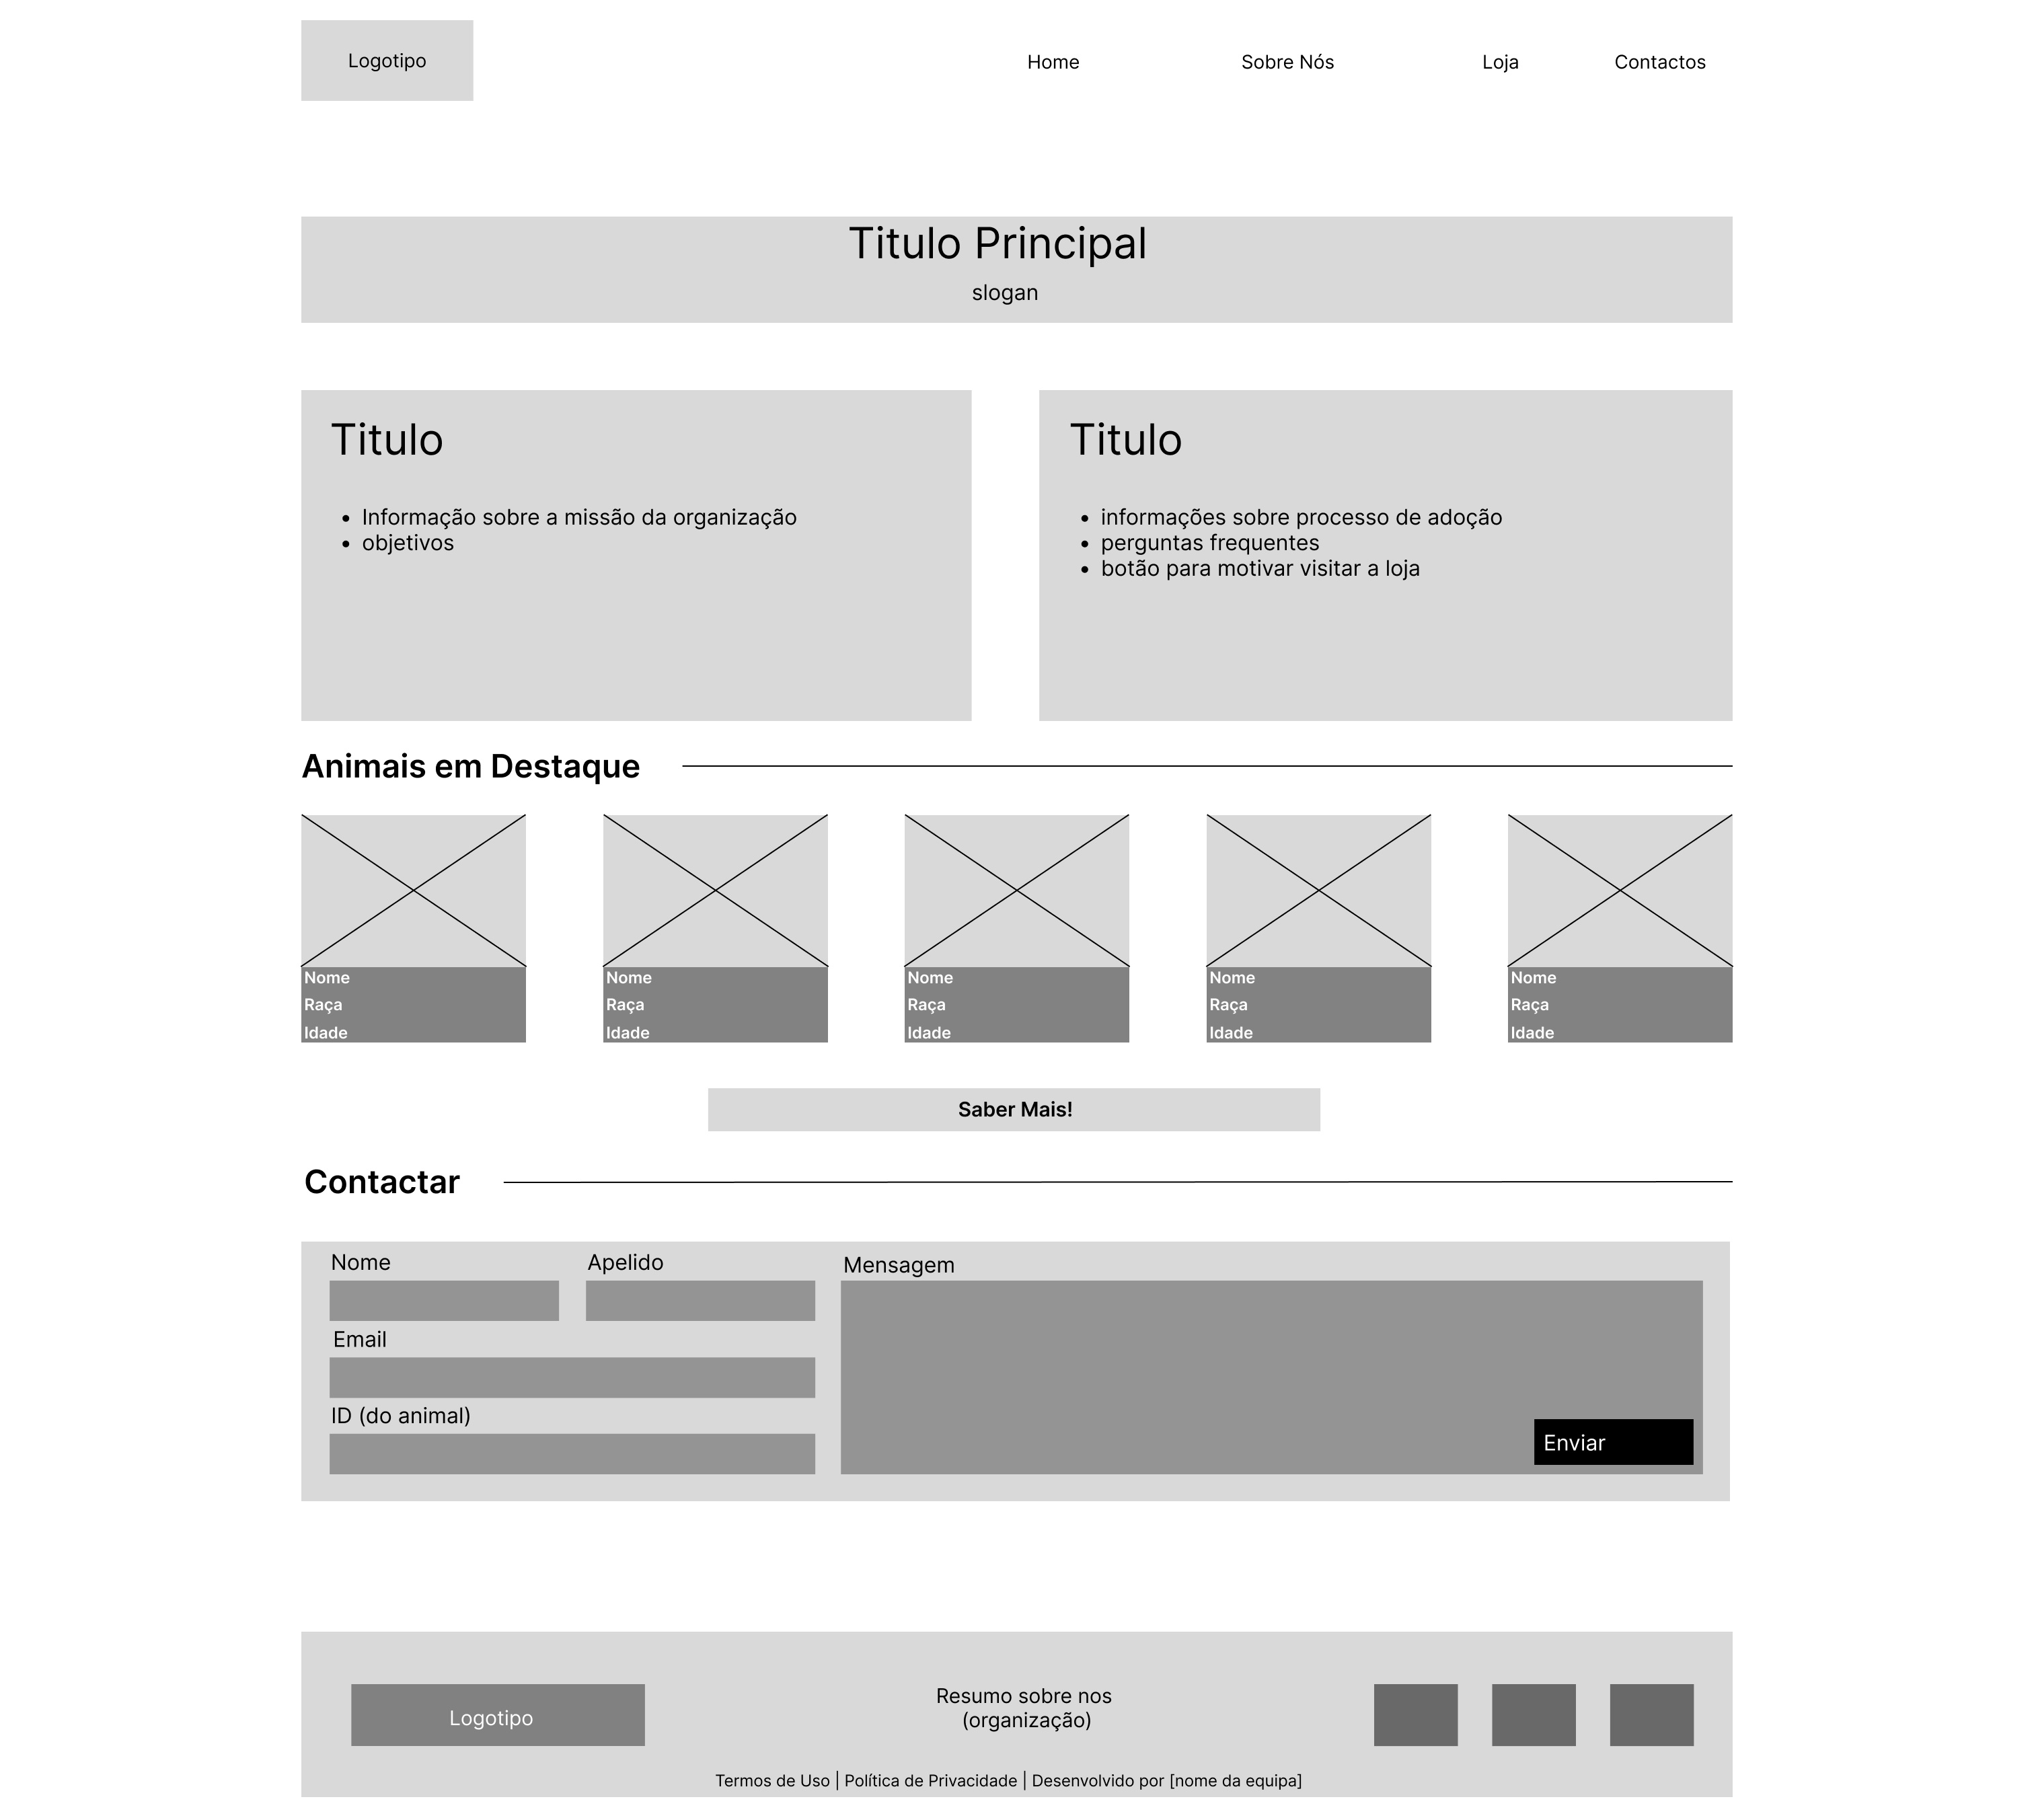 Logotipo
Home
Sobre Nós
Loja
Contactos
Titulo Principal
slogan
Titulo
• Informação sobre a missão da organização
• objetivos
Titulo
• informações sobre processo de adoção
• perguntas frequentes
• botão para motivar visitar a loja
Animais em Destaque
Nome
Raça
Idade
Nome
Raça
Idade
Nome
Raça
Idade
Nome
Raça
Idade
Nome
Raça
Idade
Saber Mais!
Contactar
Nome
Apelido
Email
ID (do animal)
Mensagem
Enviar
Logotipo
Resumo sobre nos
(organização)
Termos de Uso | Política de Privacidade | Desenvolvido por [nome da equipa]